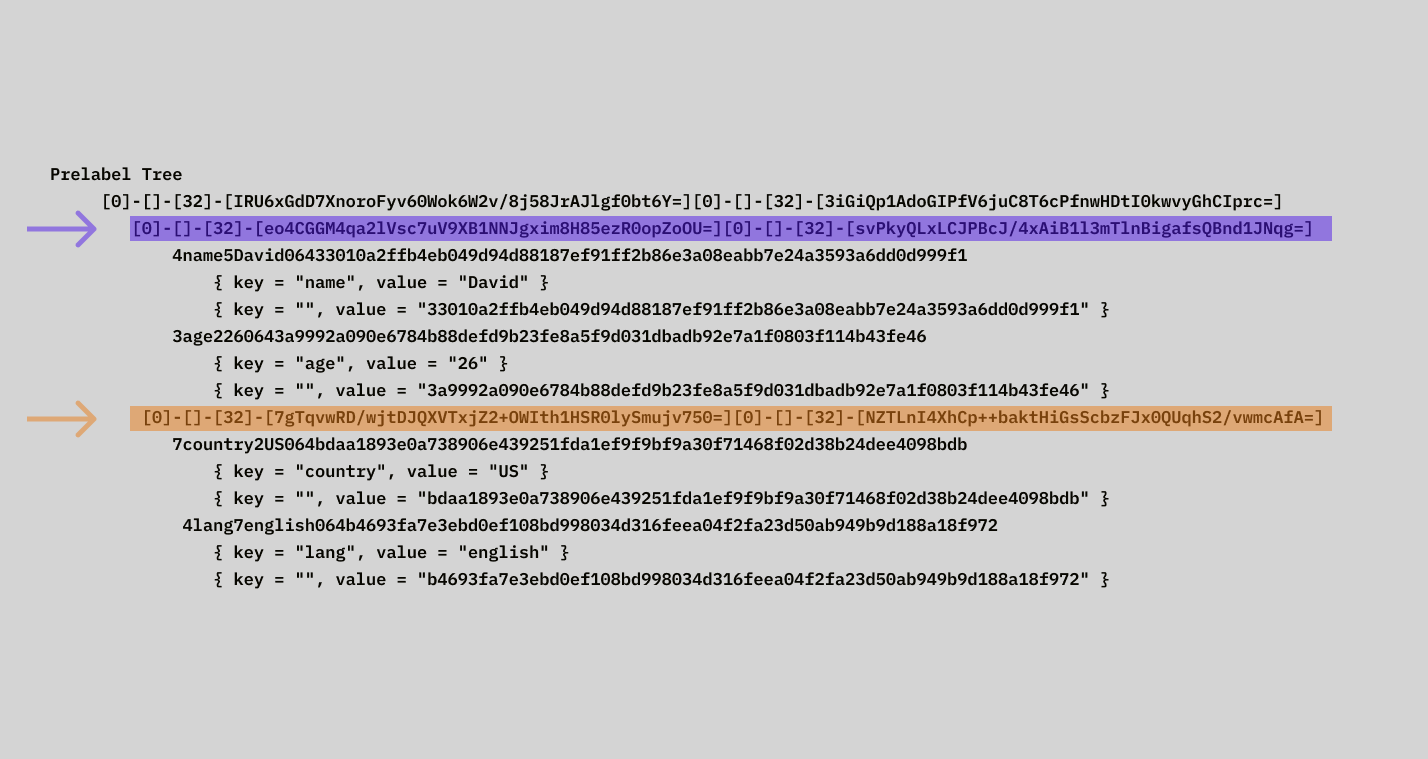 Prelabel Tree
[0]-[]-[32]-[IRU6xGdD7XnoroFyv60Wok6W2v/8j58JrAJlgf0bt6Y=][0]-[]-[32]-[3iGiQp1AdoGIPfV6juC8T6cPfnwHDtI0kwvyGhCIprc=]
[0]-[]-[32]-[eo4CGGM4qa2lVsc7uV9XB1NNJgxim8H85ezR0opZoOU=][0]-[]-[32]-[svPkyQLxLCJPBcJ/4xAiB1l3mTlnBigafsQBnd1JNqg=]
4name5David06433010a2ffb4eb049d94d88187ef91ff2b86e3a08eabb7e24a3593a6dd0d999f1
{ key = "name", value = "David" }
{ key = "", value = "33010a2ffb4eb049d94d88187ef91ff2b86e3a08eabb7e24a3593a6dd0d999f1" }
3age2260643a9992a090e6784b88defd9b23fe8a5f9d031dbadb92e7a1f0803f114b43fe46
{ key = "age", value = "26" }
{ key = "", value = "3a9992a090e6784b88defd9b23fe8a5f9d031dbadb92e7a1f0803f114b43fe46" }
[0]-[]-[32]-[7gTqvwRD/wjtDJQXVTxjZ2+OWIth1HSR0lySmujv750=][0]-[]-[32]-[NZTLnI4XhCp++baktHiGsScbzFJx0QUqhS2/vwmcAfA=]
7country2US064bdaa1893e0a738906e439251fda1ef9f9bf9a30f71468f02d38b24dee4098bdb
{ key = "country", value = "US" }
{ key = "", value = "bdaa1893e0a738906e439251fda1ef9f9bf9a30f71468f02d38b24dee4098bdb" }
4lang7english064b4693fa7e3ebd0ef108bd998034d316feea04f2fa23d50ab949b9d188a18f972
{ key = "lang", value = "english" }
{ key = "", value = "b4693fa7e3ebd0ef108bd998034d316feea04f2fa23d50ab949b9d188a18f972" }